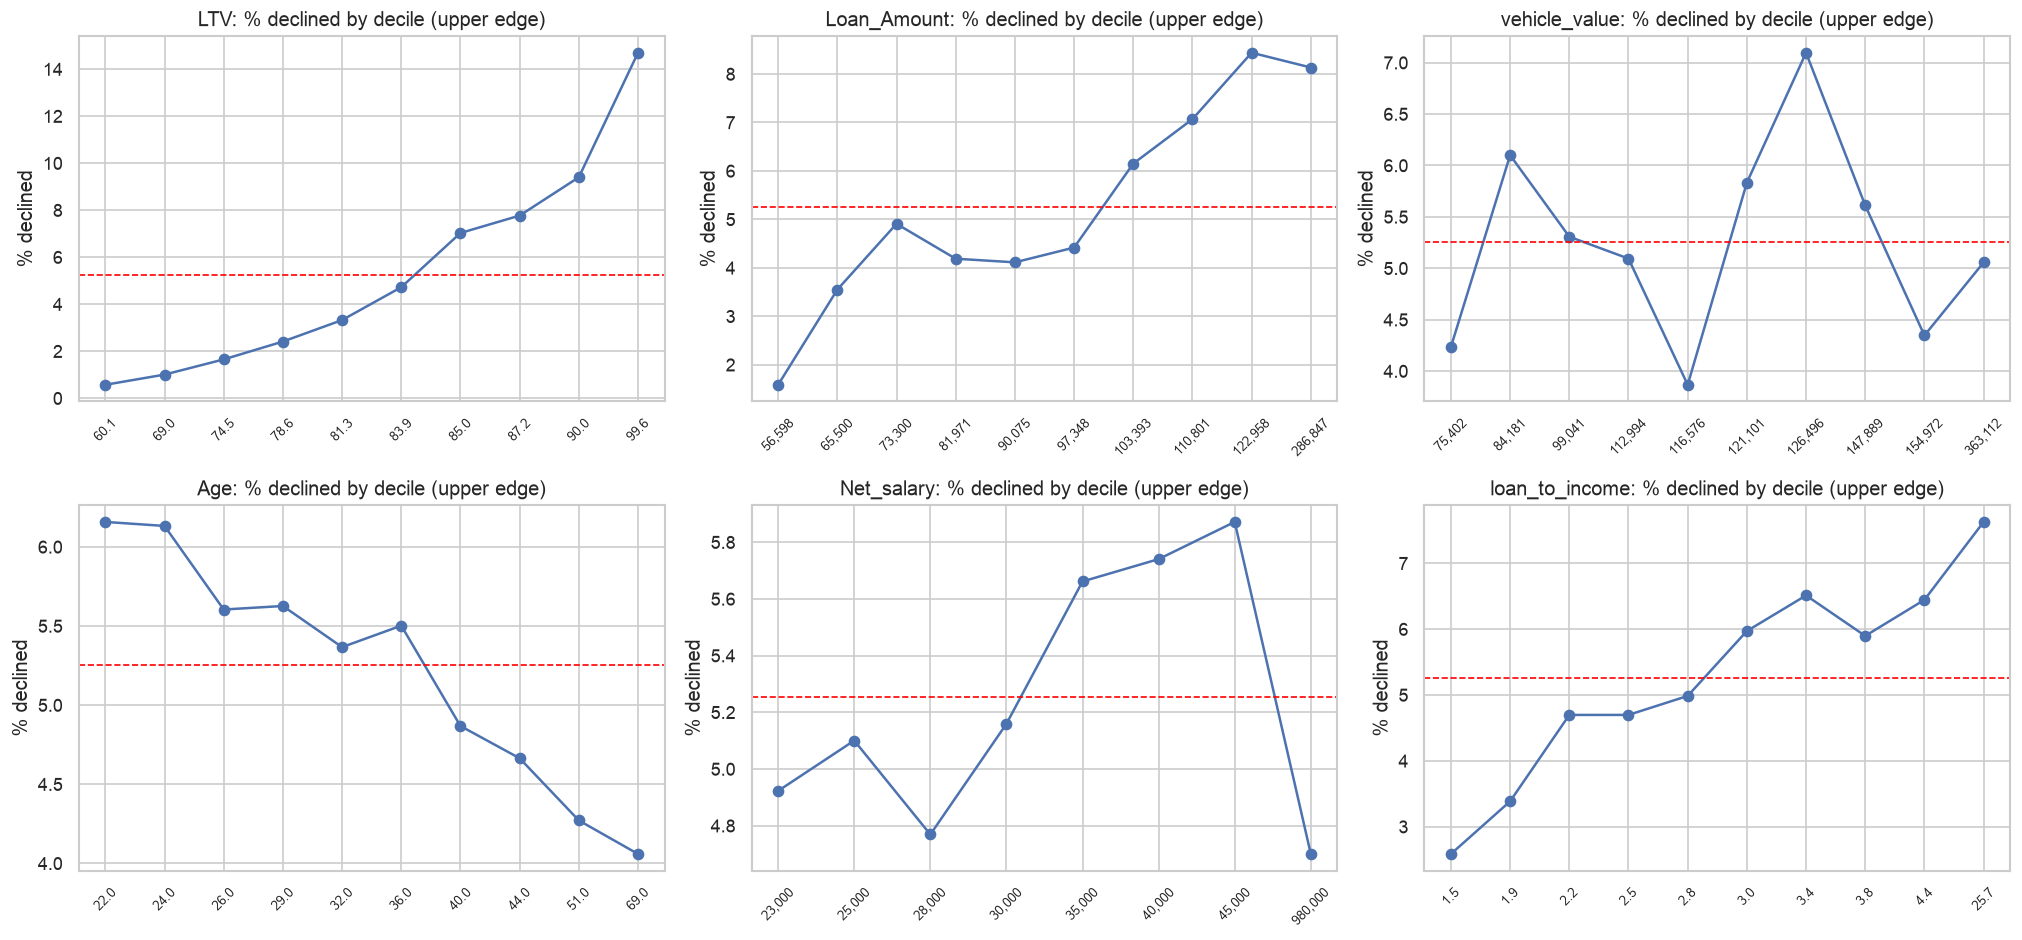 LTV: % declined by decile (upper edge)
% declined
14
12
10
8
6
4
2
0
60.1 69.0 74.5 78.6 81.3 83.9 85.0 87.2 90.0 99.6
Loan_Amount: % declined by decile (upper edge)
% declined
8
7
6
5
4
3
2
56,598 65,500 73,300 81,971 90,075 97,348 103,393 110,801 122,958 286,847
vehicle_value: % declined by decile (upper edge)
% declined
7.0
6.5
6.0
5.5
5.0
4.5
4.0
75,402 84,181 99,041 112,994 116,576 121,101 126,496 147,889 154,972 363,112
Age: % declined by decile (upper edge)
% declined
6.0
5.5
5.0
4.5
4.0
22.0 24.0 26.0 29.0 32.0 36.0 40.0 44.0 51.0 69.0
Net_salary: % declined by decile (upper edge)
% declined
5.8
5.6
5.4
5.2
5.0
4.8
23,000 25,000 28,000 30,000 35,000 40,000 45,000 980,000
loan_to_income: % declined by decile (upper edge)
% declined
7
6
5
4
3
1.5 1.9 2.2 2.5 2.8 3.0 3.4 3.8 4.4 25.7